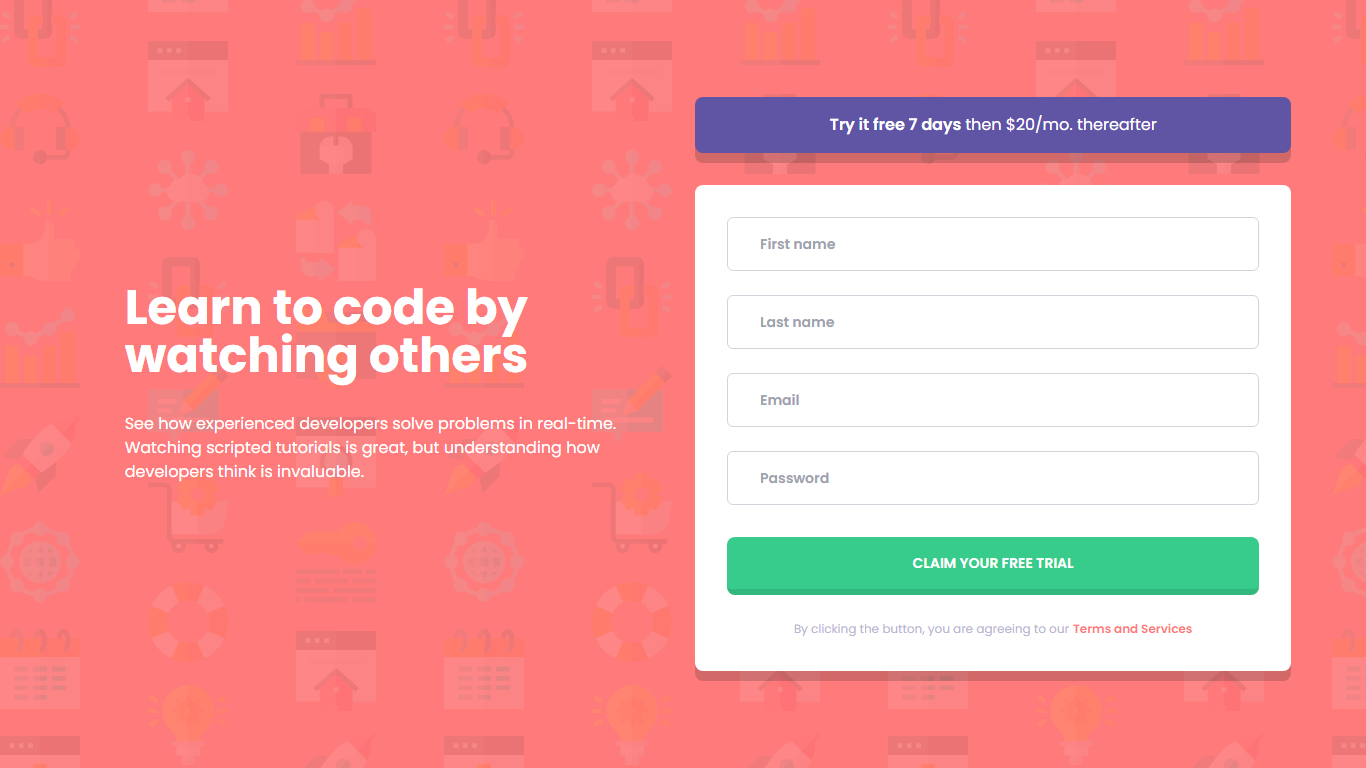 Learn to code by
watching others
See how experienced developers solve problems in real-time.
Watching scripted tutorials is great, but understanding how
developers think is invaluable.
Try it free 7 days then $20/mo. thereafter
First name
Last name
Email
Password
CLAIM YOUR FREE TRIAL
By clicking the button, you are agreeing to our Terms and Services